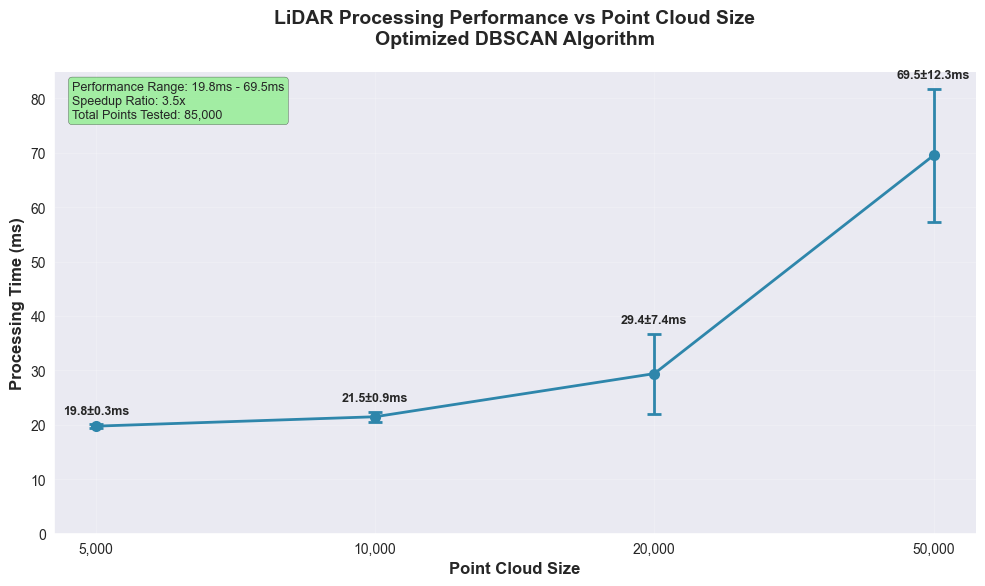 LiDAR Processing Performance vs Point Cloud Size
Optimized DBSCAN Algorithm
Performance Range: 19.8ms - 69.5ms
Speedup Ratio: 3.5x
Total Points Tested: 85,000
69.5±12.3ms
29.4±7.4ms
21.5±0.9ms
19.8±0.3ms
Processing Time (ms)
80
70
60
50
40
30
20
10
0
5,000
10,000
20,000
50,000
Point Cloud Size